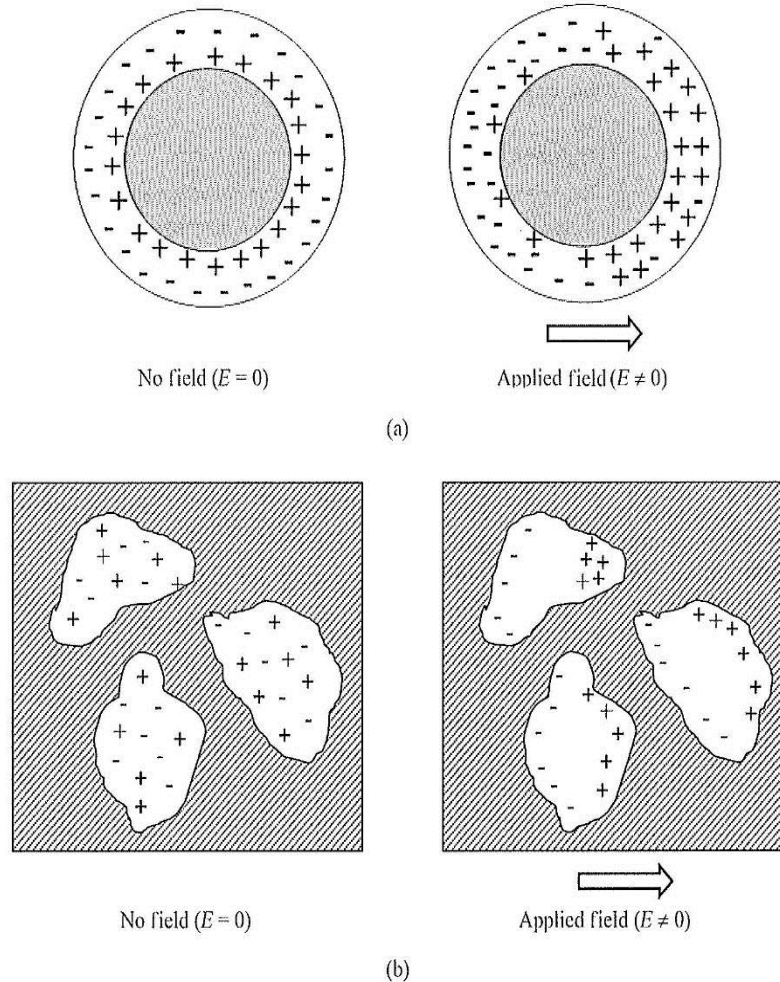 No field (E = 0)
Applied field (E ≠ 0)
(a)
No field (E = 0)
Applied field (E ≠ 0)
(b)